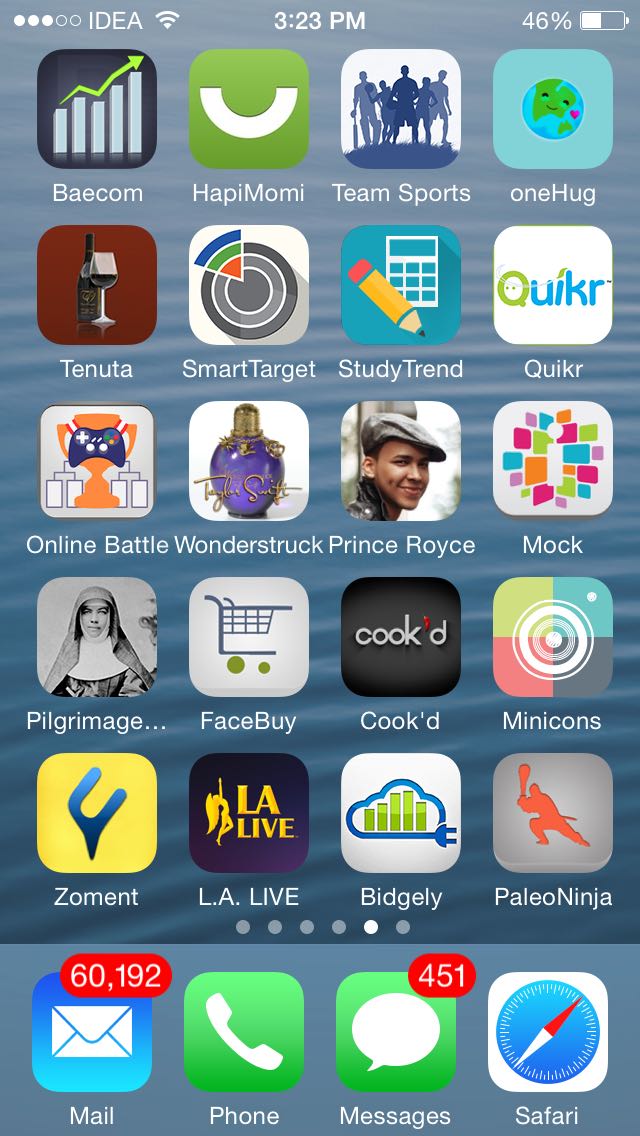 IDEA 3:23 PM 46%
Baecom HapiMomi Team Sports oneHug
Quikr™
Tenuta SmartTarget StudyTrend Quikr
Taylor Swift
Online Battle Wonderstruck Prince Royce Mock
cook'd
Pilgrimage... FaceBuy Cook'd Minicons
LA
LIVE
Zoment L.A. LIVE Bidgely PaleoNinja
60,192 451
Mail Phone Messages Safari